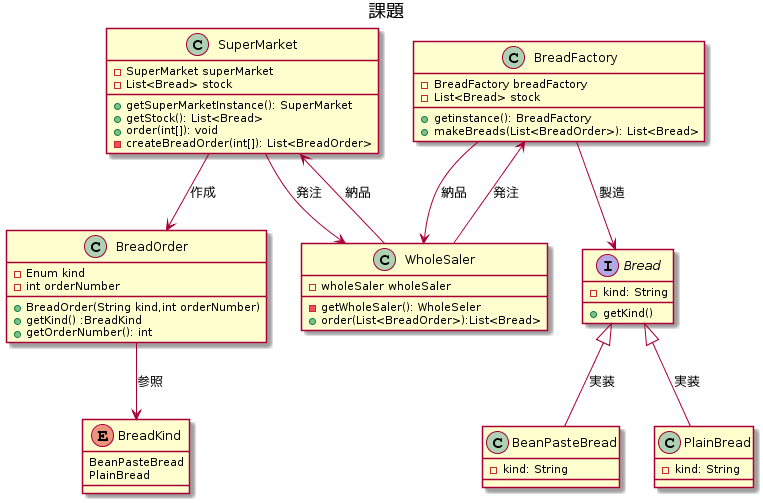 課題
C SuperMarket
SuperMarket superMarket
List<Bread> stock
getSuperMarketInstance(): SuperMarket
getStock(): List<Bread>
order(int[]): void
createBreadOrder(int[]): List<BreadOrder>
C BreadFactory
BreadFactory breadFactory
List<Bread> stock
getinstance(): BreadFactory
makeBreads(List<BreadOrder>): List<Bread>
作成
発注
納品
納品
発注
製造
C BreadOrder
Enum kind
int orderNumber
BreadOrder(String kind,int orderNumber)
getKind() :BreadKind
getOrderNumber(): int
C WholeSaler
wholeSaler wholeSaler
getWholeSaler(): WholeSeler
order(List<BreadOrder>):List<Bread>
I Bread
kind: String
getKind()
参照
実装
実装
E BreadKind
BeanPasteBread
PlainBread
C BeanPasteBread
kind: String
C PlainBread
kind: String